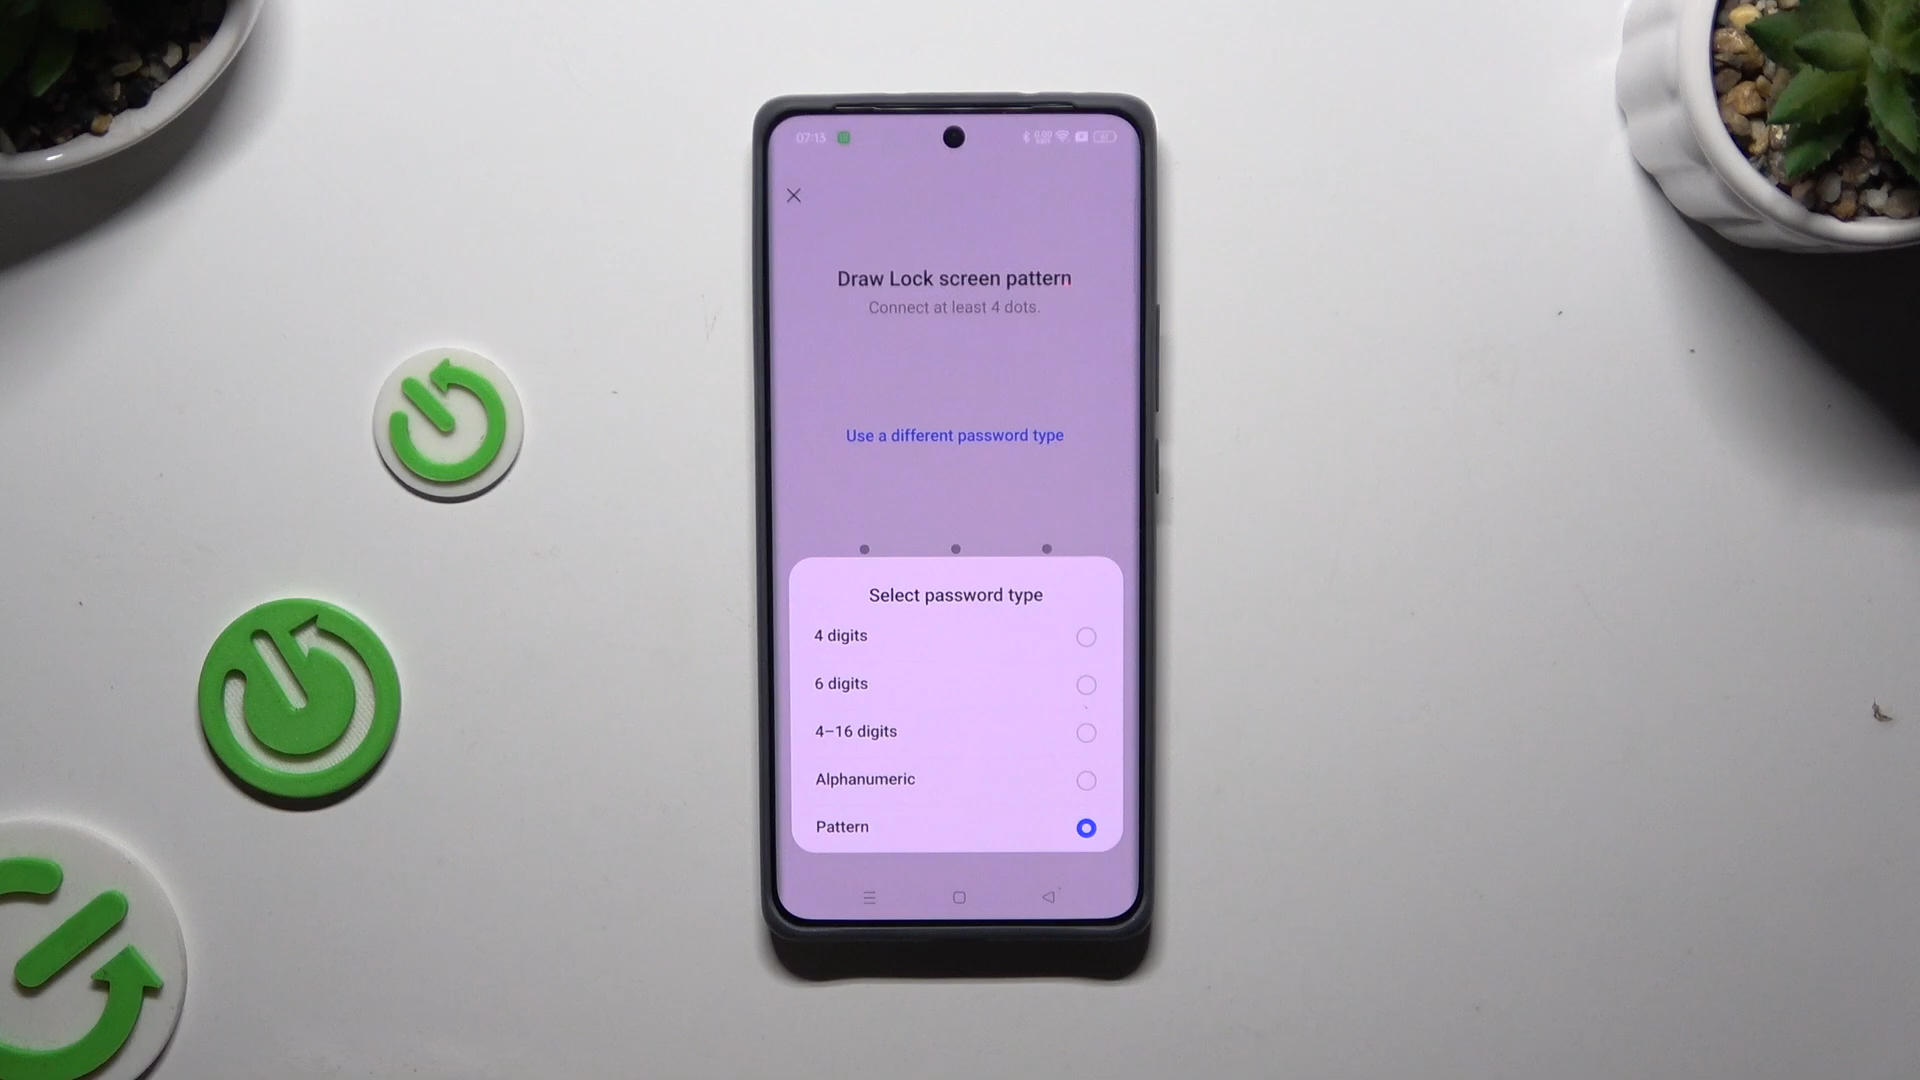 07:13
Draw Lock screen pattern
Connect at least 4 dots.
Use a different password type
Select password type
4 digits
6 digits
4–16 digits
Alphanumeric
Pattern